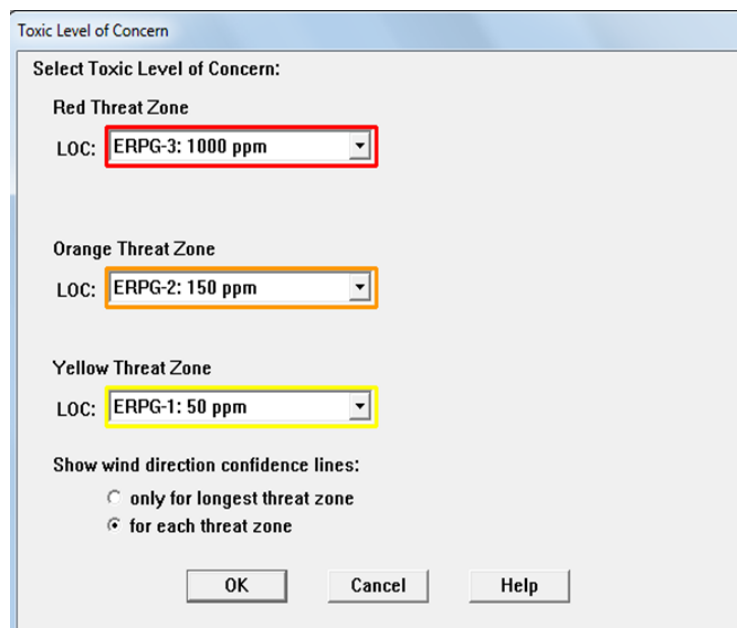 Toxic Level of Concern
Select Toxic Level of Concern:
Red Threat Zone
LOC: ERPG-3: 1000 ppm
Orange Threat Zone
LOC: ERPG-2: 150 ppm
Yellow Threat Zone
LOC: ERPG-1: 50 ppm
Show wind direction confidence lines:
only for longest threat zone
for each threat zone
OK Cancel Help